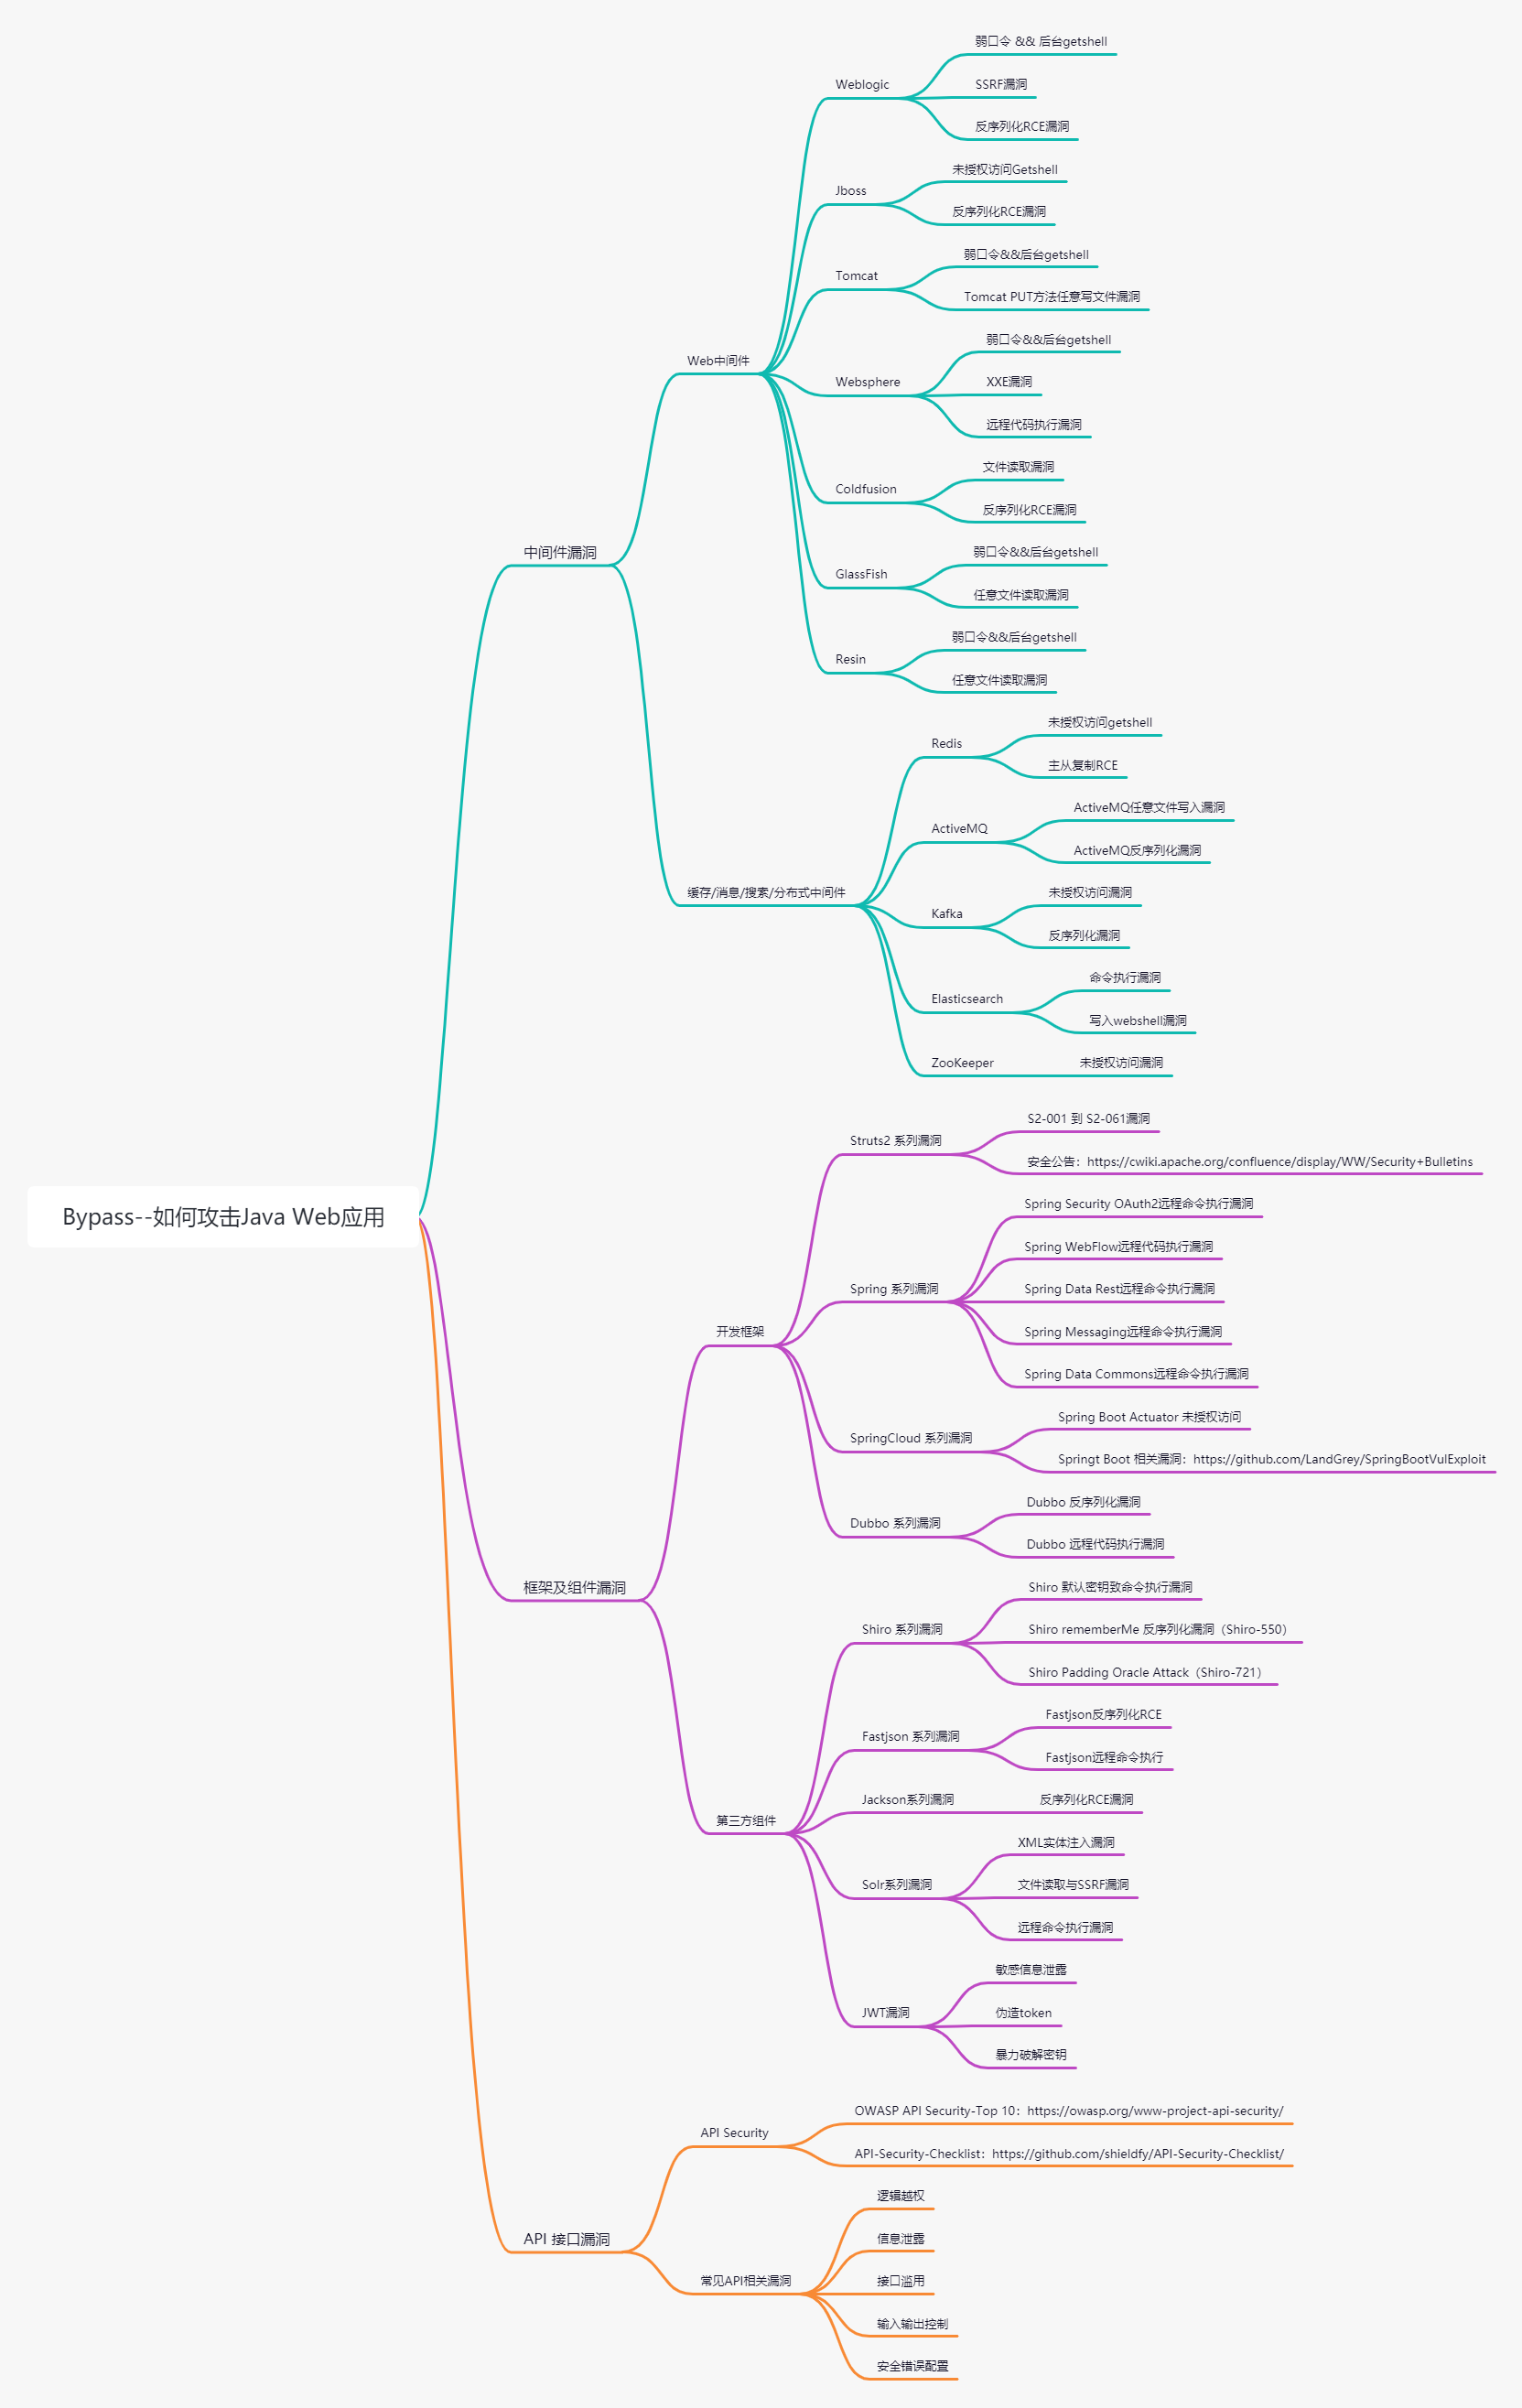 Bypass--如何攻击Java Web应用
中间件漏洞
Web中间件
Weblogic
弱口令 && 后台getshell
SSRF漏洞
反序列化RCE漏洞
Jboss
未授权访问Getshell
反序列化RCE漏洞
Tomcat
弱口令&&后台getshell
Tomcat PUT方法任意写文件漏洞
Websphere
弱口令&&后台getshell
XXE漏洞
远程代码执行漏洞
Coldfusion
文件读取漏洞
反序列化RCE漏洞
GlassFish
弱口令&&后台getshell
任意文件读取漏洞
Resin
弱口令&&后台getshell
任意文件读取漏洞
缓存/消息/搜索/分布式中间件
Redis
未授权访问getshell
主从复制RCE
ActiveMQ
ActiveMQ任意文件写入漏洞
ActiveMQ反序列化漏洞
Kafka
未授权访问漏洞
反序列化漏洞
Elasticsearch
命令执行漏洞
写入webshell漏洞
ZooKeeper
未授权访问漏洞
框架及组件漏洞
开发框架
Struts2 系列漏洞
S2-001 到 S2-061漏洞
安全公告：https://cwiki.apache.org/confluence/display/WW/Security+Bulletins
Spring 系列漏洞
Spring Security OAuth2远程命令执行漏洞
Spring WebFlow远程代码执行漏洞
Spring Data Rest远程命令执行漏洞
Spring Messaging远程命令执行漏洞
Spring Data Commons远程命令执行漏洞
SpringCloud 系列漏洞
Spring Boot Actuator 未授权访问
Springt Boot 相关漏洞：https://github.com/LandGrey/SpringBootVulExploit
Dubbo 系列漏洞
Dubbo 反序列化漏洞
Dubbo 远程代码执行漏洞
第三方组件
Shiro 系列漏洞
Shiro 默认密钥致命令执行漏洞
Shiro rememberMe 反序列化漏洞（Shiro-550）
Shiro Padding Oracle Attack（Shiro-721）
Fastjson 系列漏洞
Fastjson反序列化RCE
Fastjson远程命令执行
Jackson系列漏洞
反序列化RCE漏洞
Solr系列漏洞
XML实体注入漏洞
文件读取与SSRF漏洞
远程命令执行漏洞
JWT漏洞
敏感信息泄露
伪造token
暴力破解密钥
API 接口漏洞
API Security
OWASP API Security-Top 10：https://owasp.org/www-project-api-security/
API-Security-Checklist：https://github.com/shieldfy/API-Security-Checklist/
常见API相关漏洞
逻辑越权
信息泄露
接口滥用
输入输出控制
安全错误配置